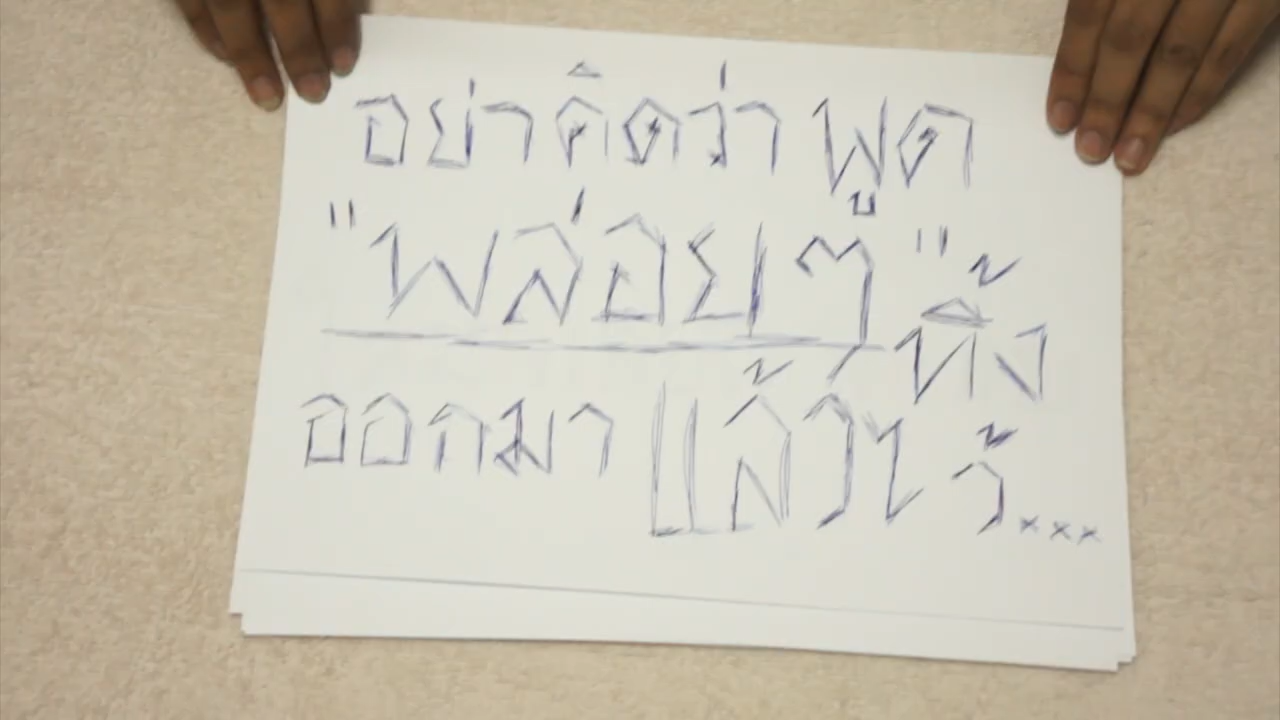 อย่าคิดว่า พูด
"พล่อยๆ" ทิ้ง
ออกมา แล้วไว้...